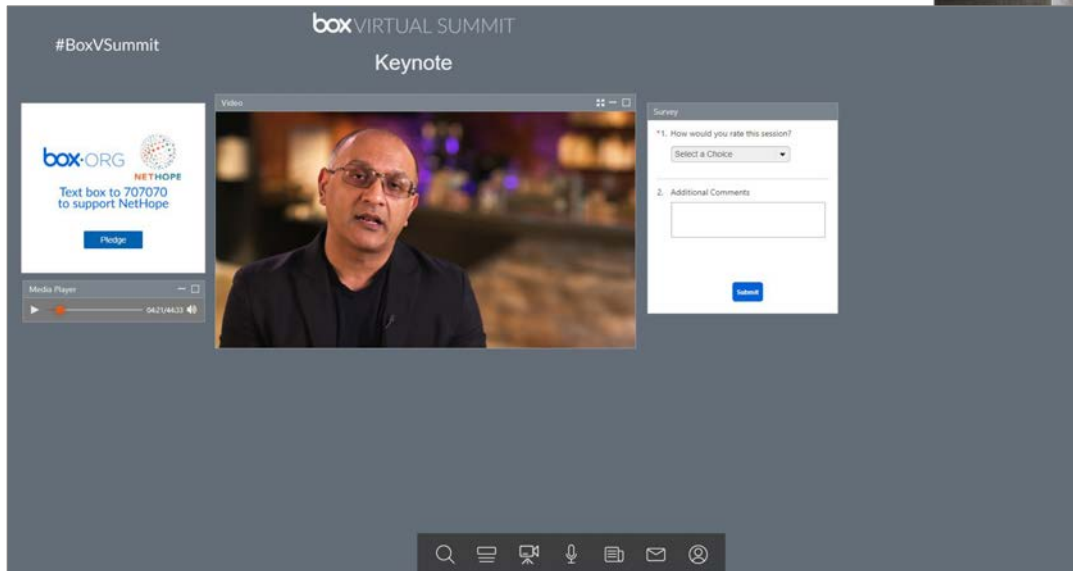 box VIRTUAL SUMMIT
#BoxVSummit
Keynote
box.ORG
NETHOPE
Text box to 707070
to support NetHope
Pledge
Media Player
04:21/44:33
Video
Survey
*1. How would you rate this session?
Select a Choice
2. Additional Comments
Submit